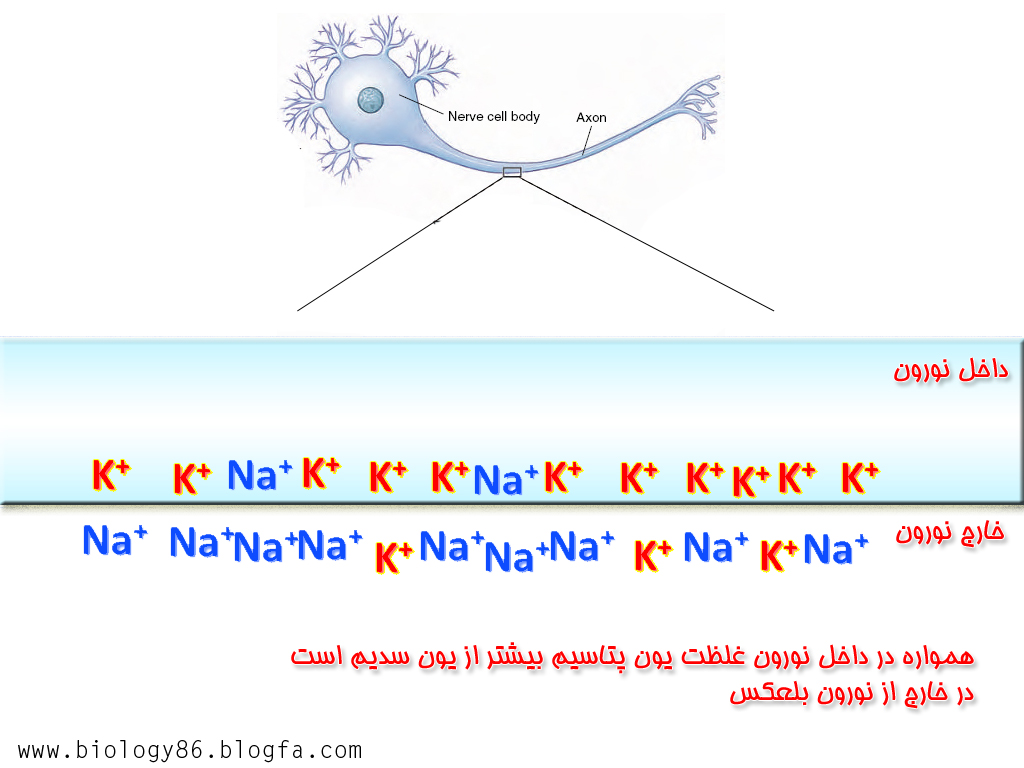 Nerve cell body
Axon
داخل نورون
K+ K+ Na+ K+ K+ K+ Na+ K+ K+ K+ K+ K+ K+
خارج نورون
Na+ Na+ Na+ Na+ K+ Na+ Na+ Na+ K+ Na+ K+ Na+
همواره در داخل نورون غلظت یون پتاسیم بیشتر از یون سدیم است
در خارج از نورون بلعکس
www.biology86.blogfa.com